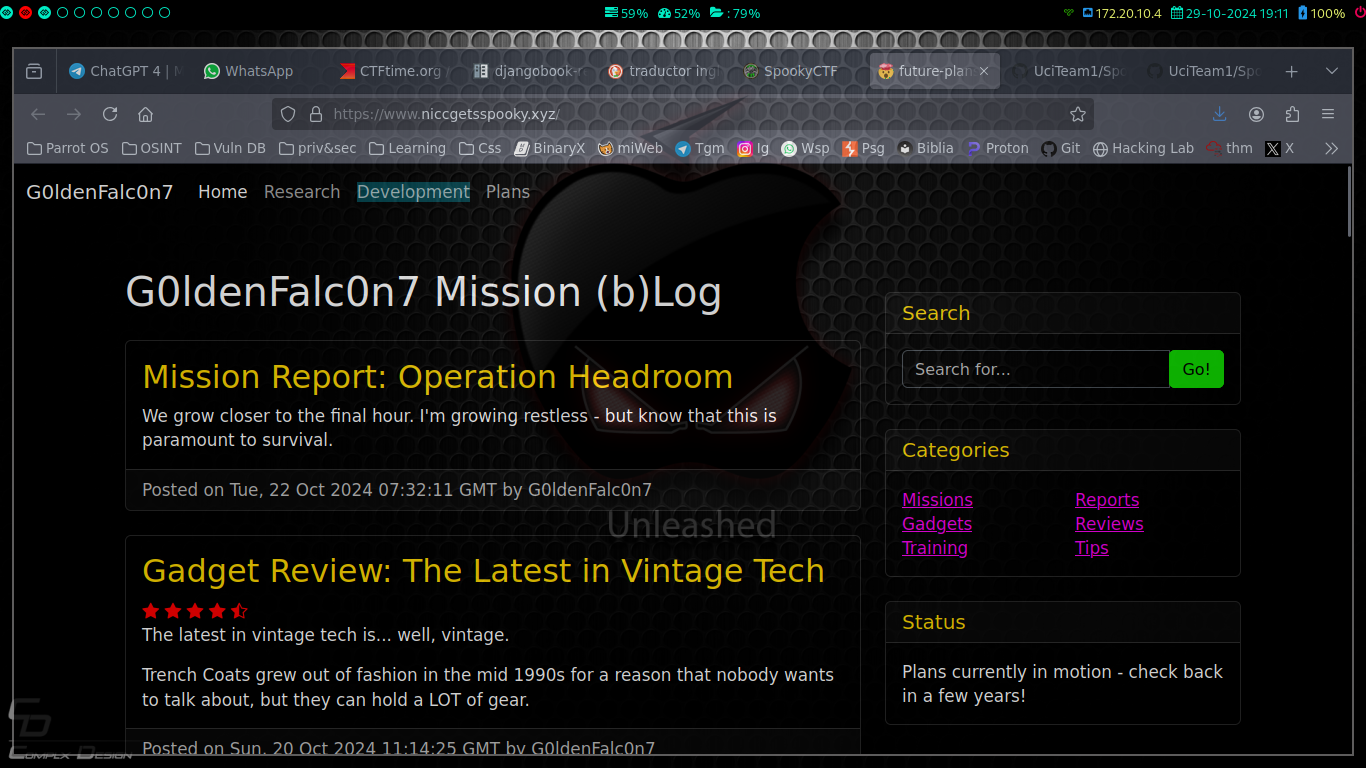 59% 52% : 79% 172.20.10.4 29-10-2024 19:11 100%
ChatGPT 4 | WhatsApp CTFtime.org djangobook- traductor ingl SpookyCTF future-plan UciTeam1/Spo UciTeam1/Spo
https://www.niccgetsspooky.xyz/
Parrot OS OSINT Vuln DB priv&sec Learning Css BinaryX miWeb Tgm Ig Wsp Psg Biblia Proton Git Hacking Lab thm X
G0ldenFalc0n7 Home Research Development Plans
G0ldenFalc0n7 Mission (b)Log
Mission Report: Operation Headroom
We grow closer to the final hour. I'm growing restless - but know that this is
paramount to survival.
Posted on Tue, 22 Oct 2024 07:32:11 GMT by G0ldenFalc0n7
Unleashed
Gadget Review: The Latest in Vintage Tech
The latest in vintage tech is... well, vintage.
Trench Coats grew out of fashion in the mid 1990s for a reason that nobody wants
to talk about, but they can hold a LOT of gear.
Posted on Sun, 20 Oct 2024 11:14:25 GMT by G0ldenFalc0n7
Search
Search for...
Go!
Categories
Missions Reports
Gadgets Reviews
Training Tips
Status
Plans currently in motion - check back
in a few years!
Complx Design